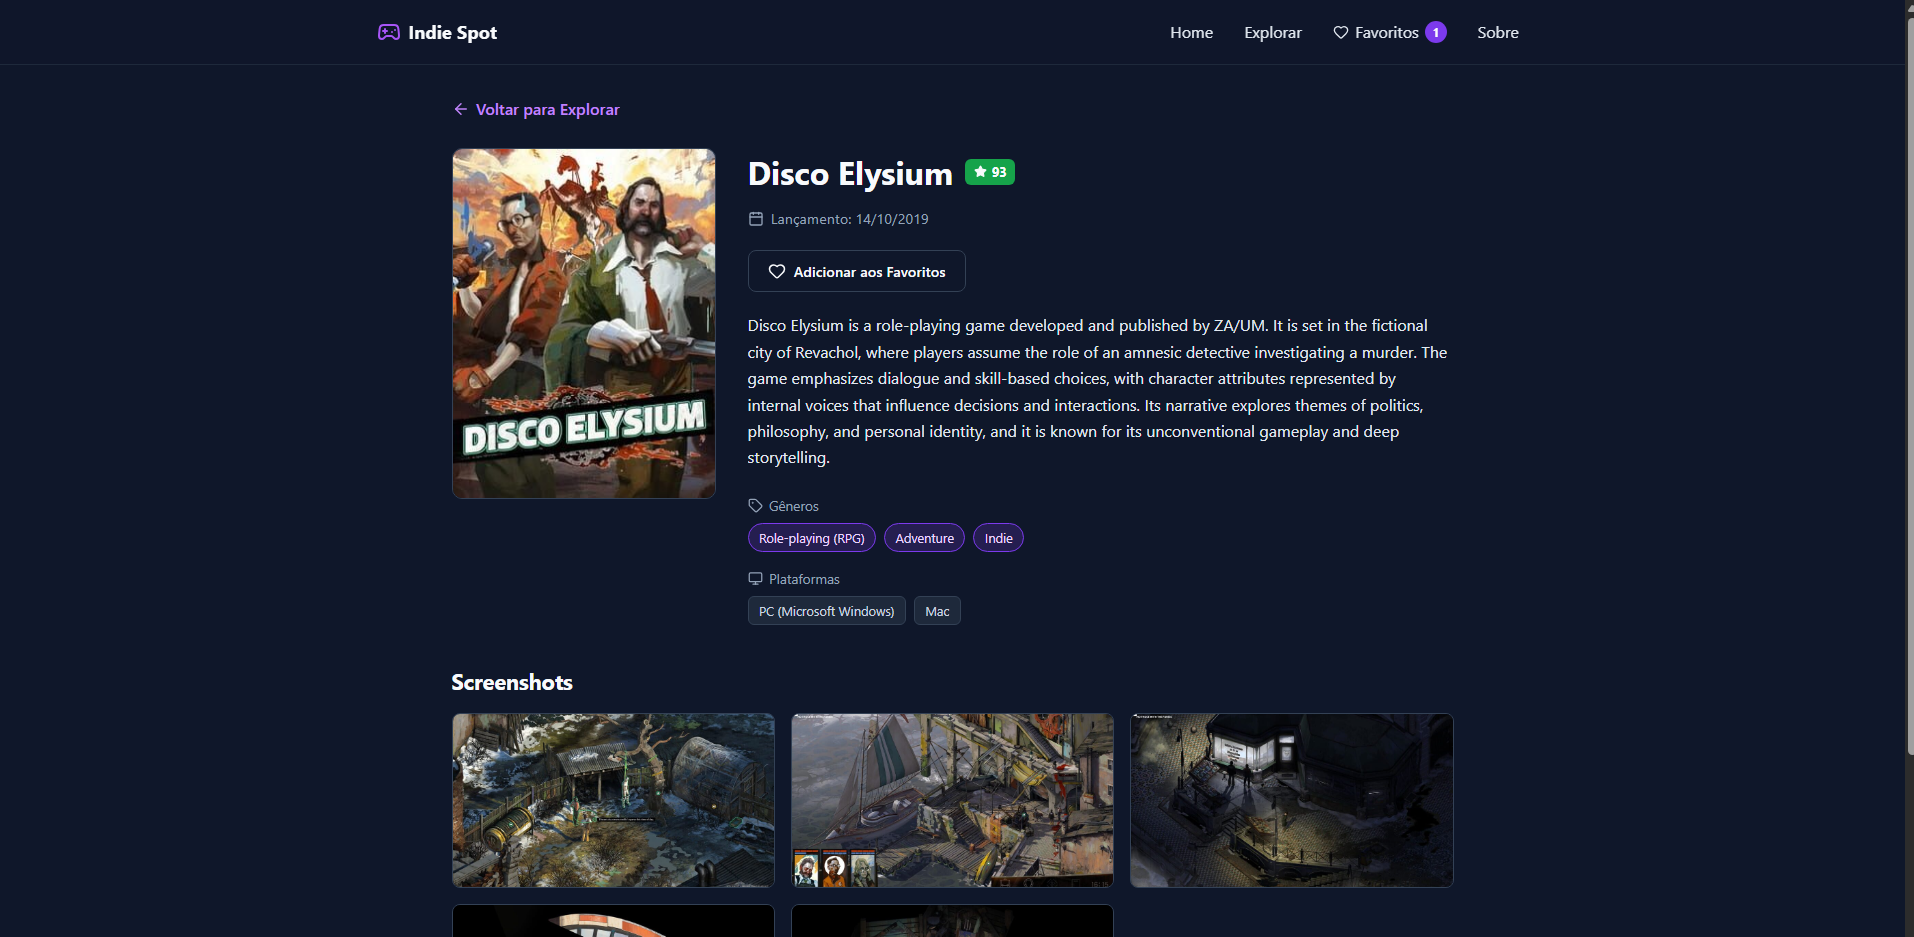 Indie Spot
Home
Explorar
Favoritos 1
Sobre
Voltar para Explorar
DISCO ELYSIUM
Disco Elysium
93
Lançamento: 14/10/2019
Adicionar aos Favoritos
Disco Elysium is a role-playing game developed and published by ZA/UM. It is set in the fictional
city of Revachol, where players assume the role of an amnesic detective investigating a murder. The
game emphasizes dialogue and skill-based choices, with character attributes represented by
internal voices that influence decisions and interactions. Its narrative explores themes of politics,
philosophy, and personal identity, and it is known for its unconventional gameplay and deep
storytelling.
Gêneros
Role-playing (RPG)
Adventure
Indie
Plataformas
PC (Microsoft Windows)
Mac
Screenshots